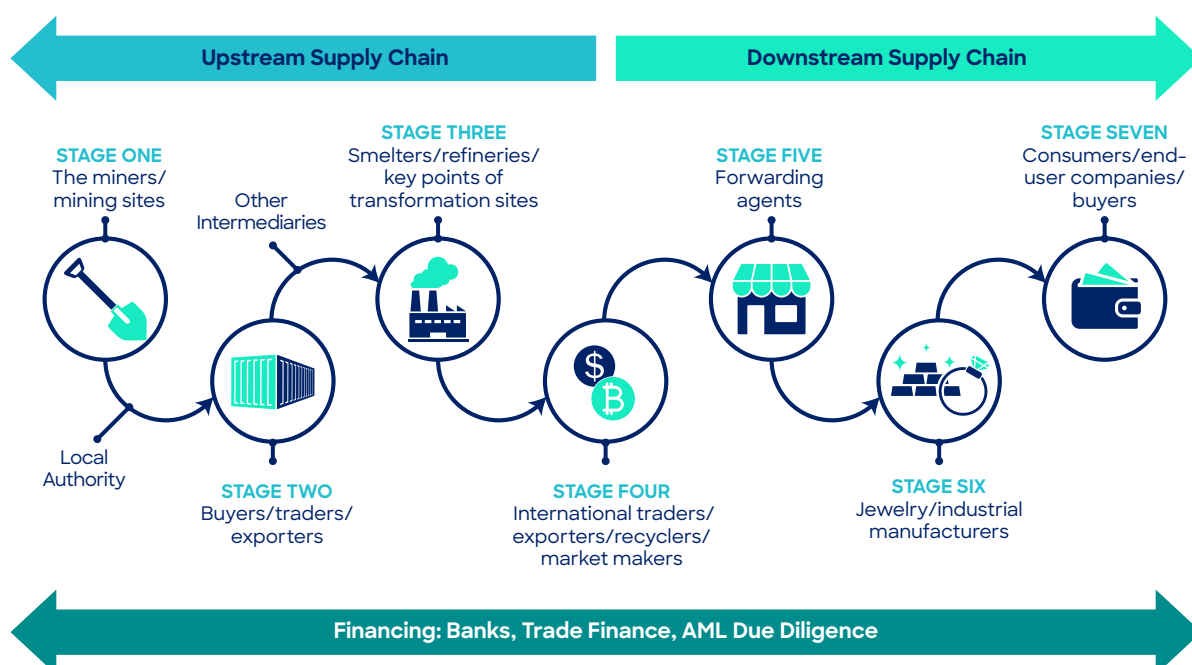 Upstream Supply Chain
Downstream Supply Chain
STAGE ONE
The miners/
mining sites
Local
Authority
STAGE TWO
Buyers/traders/
exporters
Other
Intermediaries
STAGE THREE
Smelters/refineries/
key points of
transformation sites
STAGE FOUR
International traders/
exporters/recyclers/
market makers
STAGE FIVE
Forwarding
agents
STAGE SIX
Jewelry/industrial
manufacturers
STAGE SEVEN
Consumers/end-
user companies/
buyers
Financing: Banks, Trade Finance, AML Due Diligence